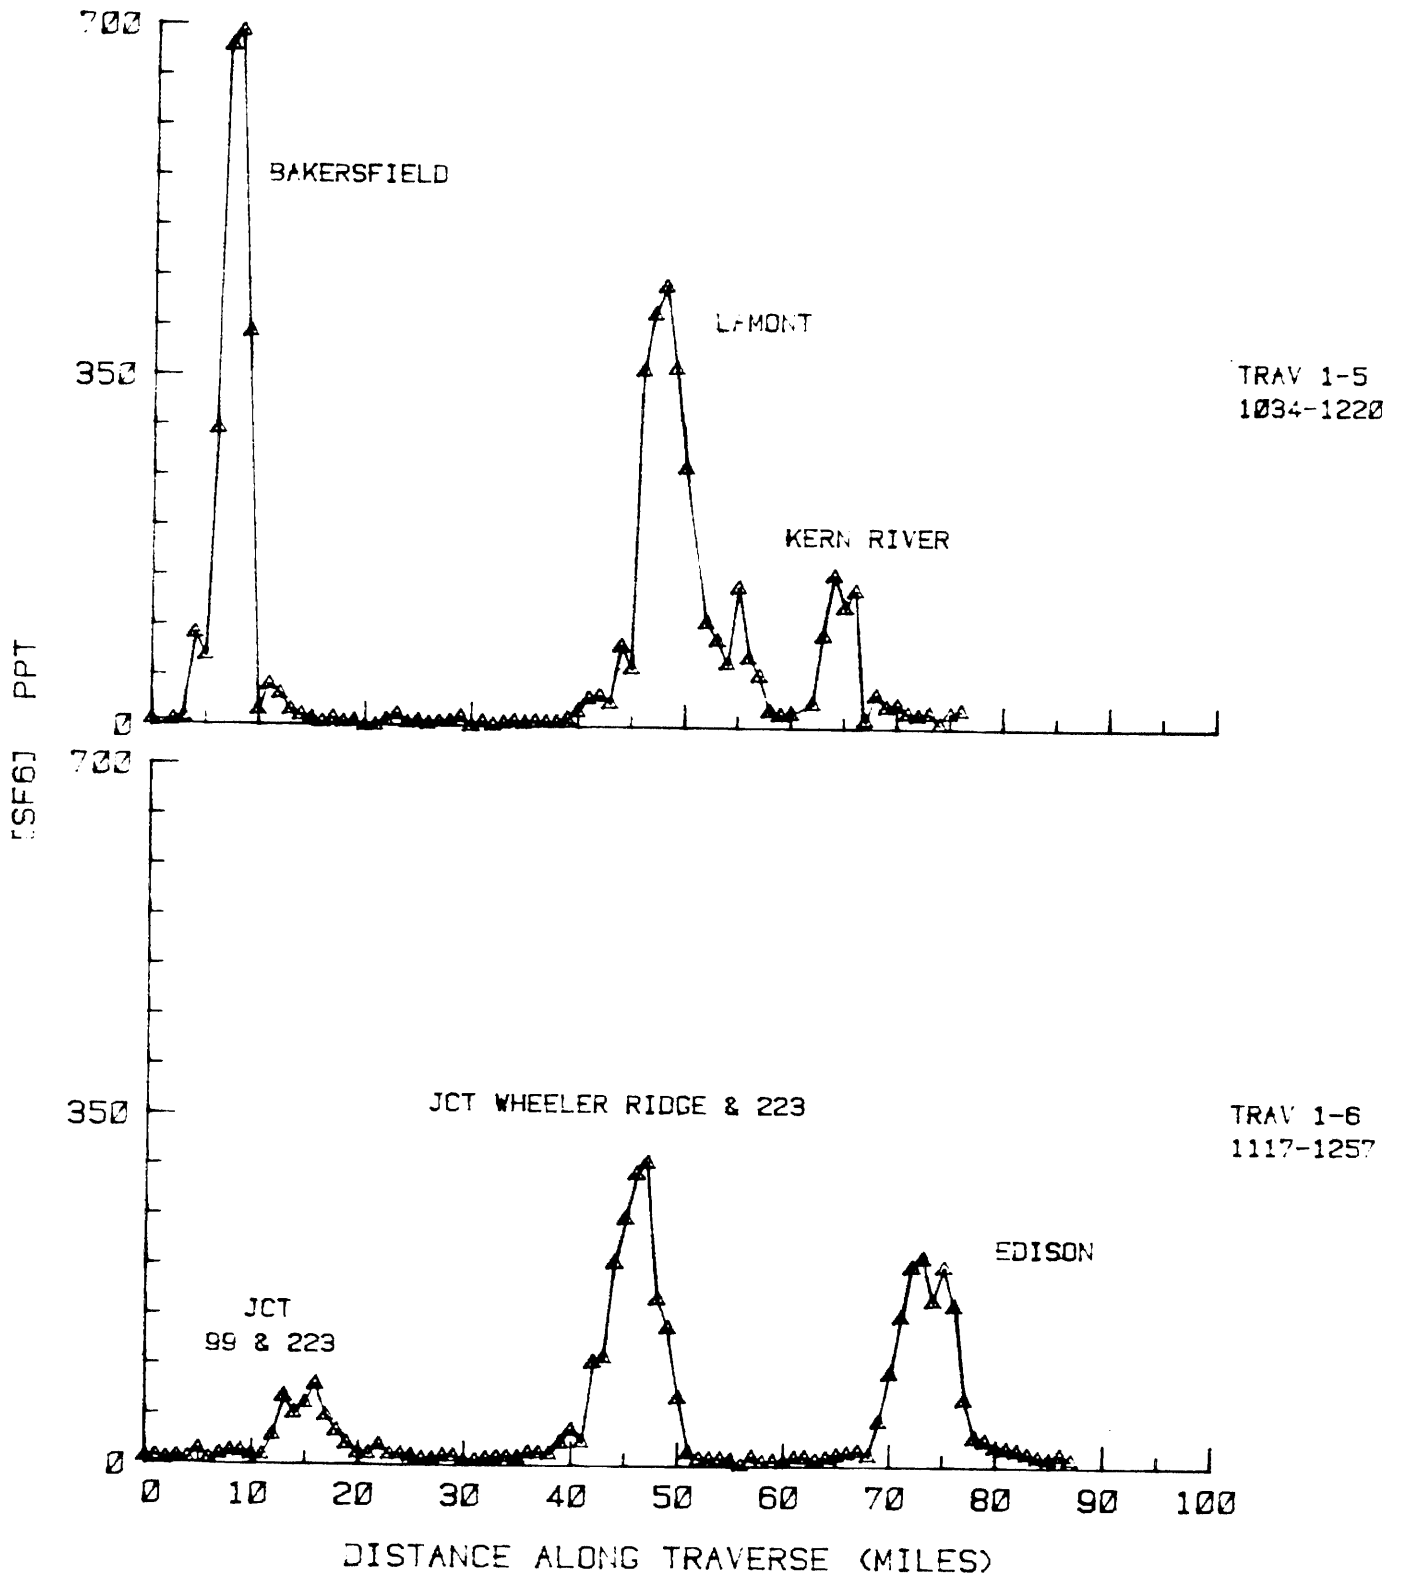 700
BAKERSFIELD
LAMONT
350
TRAV 1-5
1034-1220
KERN RIVER
0
[SF6] PPT
700
350
JCT WHEELER RIDGE & 223
TRAV 1-6
1117-1257
EDISON
JCT
99 & 223
0
0 10 20 30 40 50 60 70 80 90 100
DISTANCE ALONG TRAVERSE (MILES)